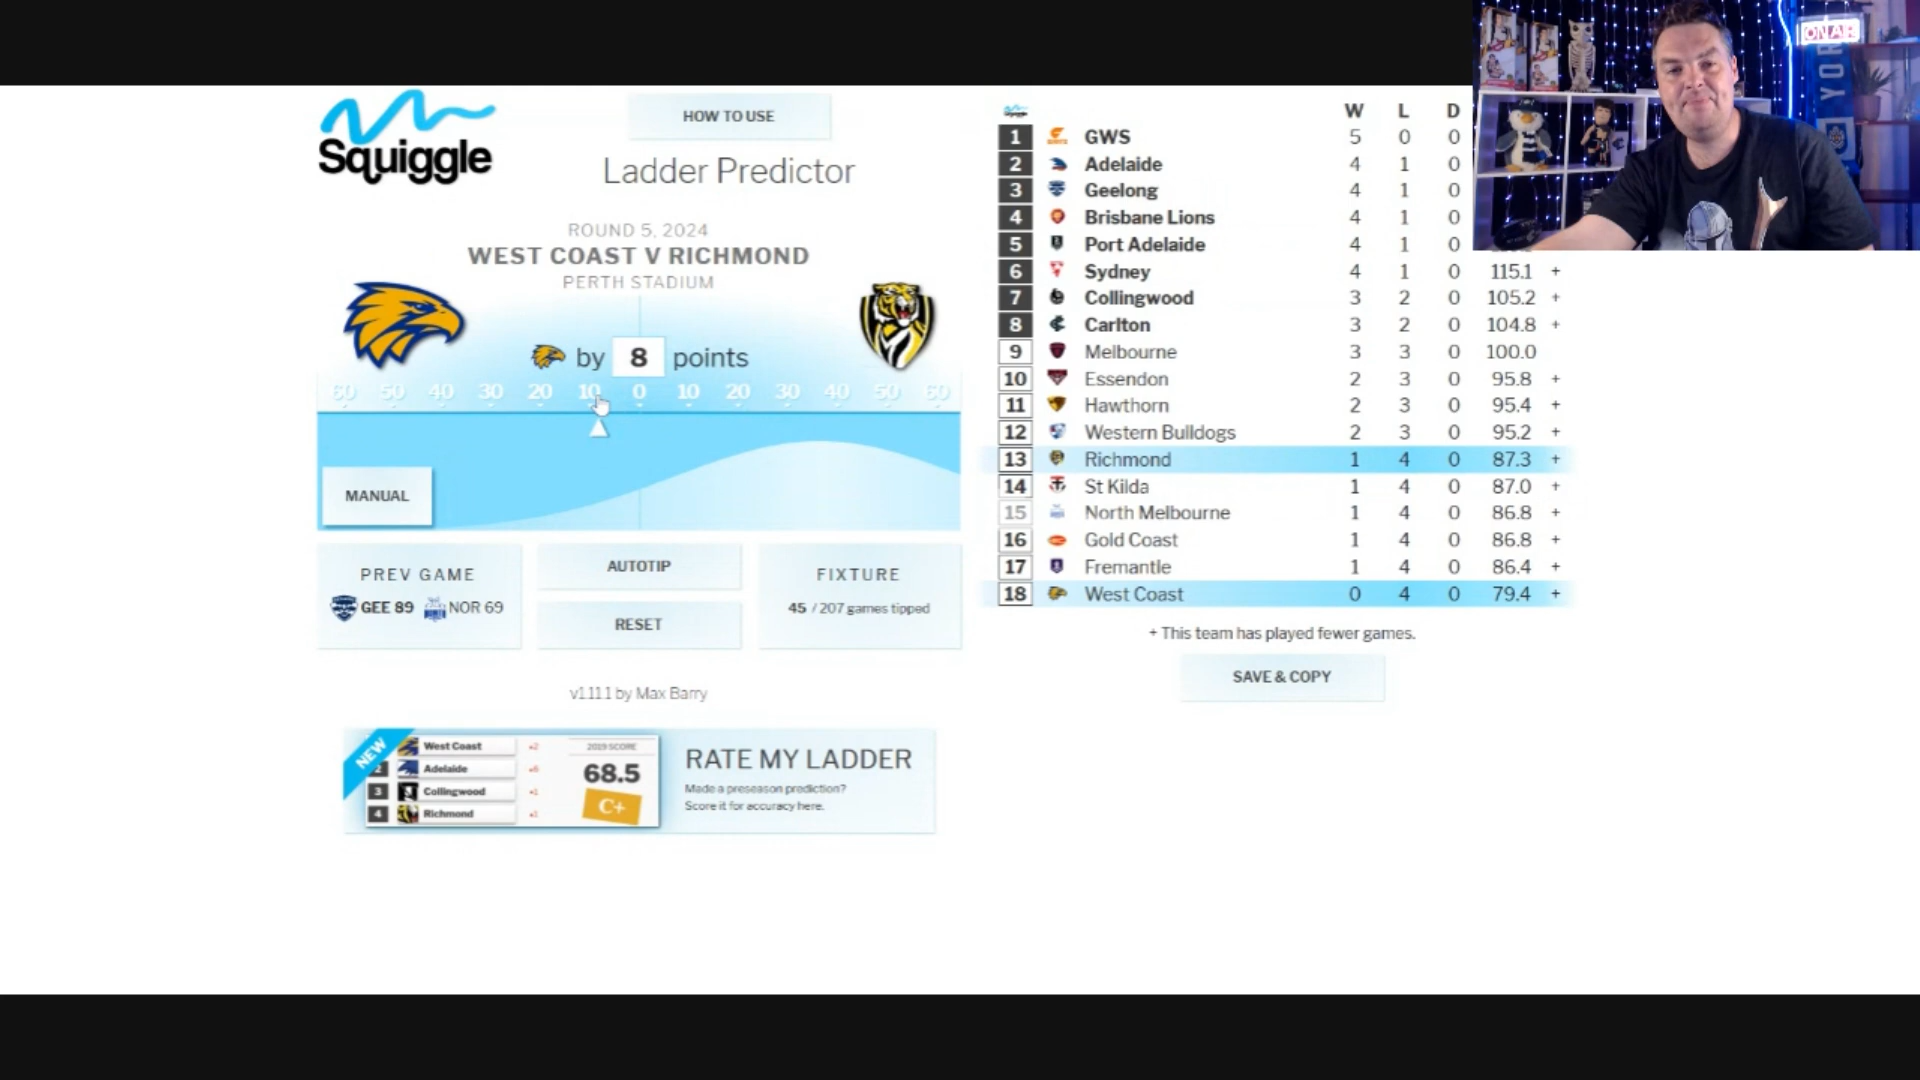 Squiggle
HOW TO USE
Ladder Predictor
ROUND 5, 2024
WEST COAST V RICHMOND
PERTH STADIUM
by 8 points
60 50 40 30 20 10 0 10 20 30 40 50 60
MANUAL
PREV GAME
GEE 89 NOR 69
AUTOTIP
RESET
FIXTURE
45 / 207 games tipped
v1.11.1 by Max Barry
NEW
West Coast
2 Adelaide
3 Collingwood
4 Richmond
2019 SCORE
68.5
C+
RATE MY LADDER
Made a preseason prediction?
Score it for accuracy here.
W L D
1 GWS 5 0 0
2 Adelaide 4 1 0
3 Geelong 4 1 0
4 Brisbane Lions 4 1 0
5 Port Adelaide 4 1 0
6 Sydney 4 1 0 115.1 +
7 Collingwood 3 2 0 105.2 +
8 Carlton 3 2 0 104.8 +
9 Melbourne 3 3 0 100.0
10 Essendon 2 3 0 95.8 +
11 Hawthorn 2 3 0 95.4 +
12 Western Bulldogs 2 3 0 95.2 +
13 Richmond 1 4 0 87.3 +
14 St Kilda 1 4 0 87.0 +
15 North Melbourne 1 4 0 86.8 +
16 Gold Coast 1 4 0 86.8 +
17 Fremantle 1 4 0 86.4 +
18 West Coast 0 4 0 79.4 +
+ This team has played fewer games.
SAVE & COPY
ON AIR
YOR